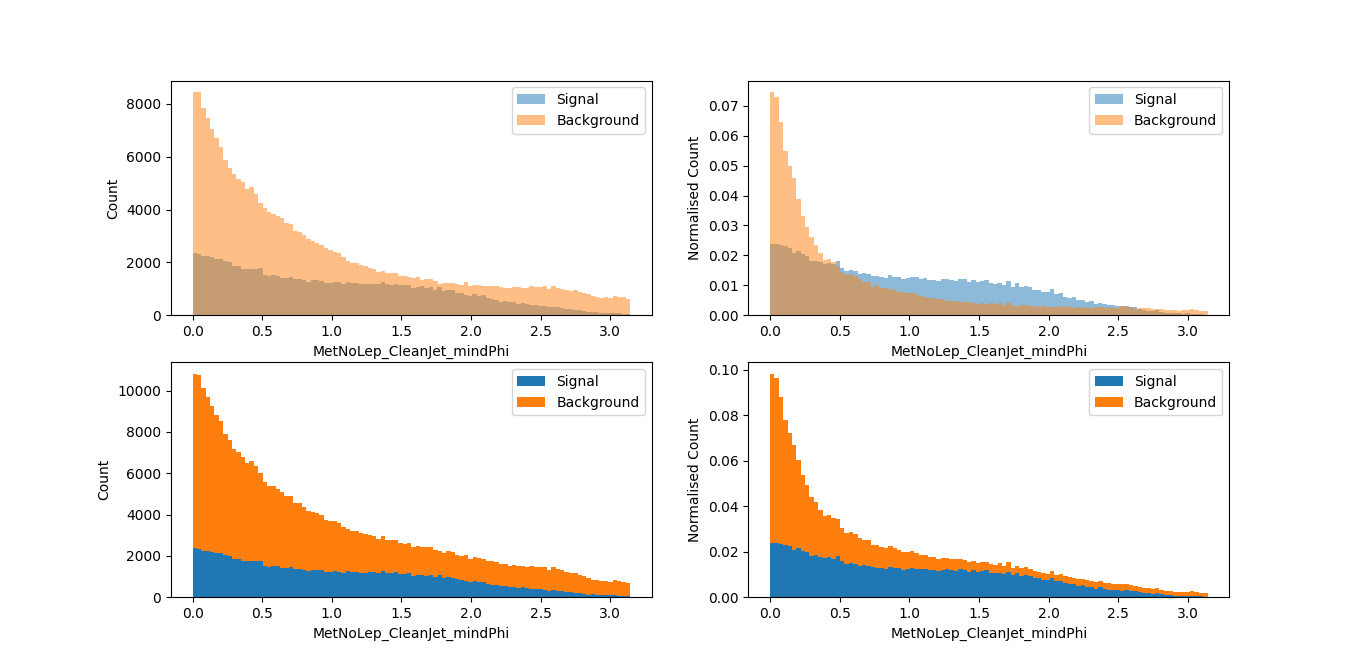 Signal
Background
8000
6000
4000
2000
0
Count
0.0 0.5 1.0 1.5 2.0 2.5 3.0
MetNoLep_CleanJet_mindPhi
Signal
Background
0.07
0.06
0.05
0.04
0.03
0.02
0.01
0.00
Normalised Count
0.0 0.5 1.0 1.5 2.0 2.5 3.0
MetNoLep_CleanJet_mindPhi
Signal
Background
10000
8000
6000
4000
2000
0
Count
0.0 0.5 1.0 1.5 2.0 2.5 3.0
MetNoLep_CleanJet_mindPhi
Signal
Background
0.10
0.08
0.06
0.04
0.02
0.00
Normalised Count
0.0 0.5 1.0 1.5 2.0 2.5 3.0
MetNoLep_CleanJet_mindPhi